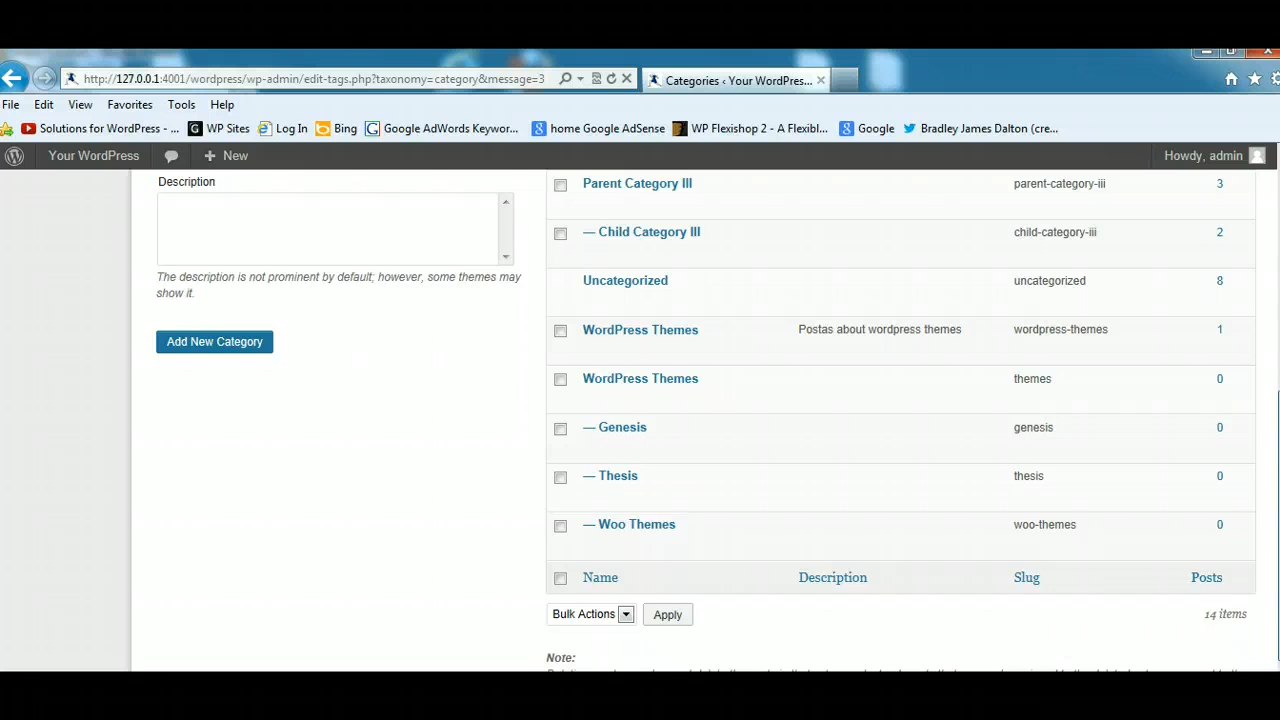 http://127.0.0.1:4001/wordpress/wp-admin/edit-tags.php?taxonomy=category&message=3
Categories ‹ Your WordPres...
File Edit View Favorites Tools Help
Solutions for WordPress - ... WP Sites Log In Bing Google AdWords Keywor... home Google AdSense WP Flexishop 2 - A Flexibl... Google Bradley James Dalton (cre...
Your WordPress New Howdy, admin
Description
The description is not prominent by default; however, some themes may
show it.
Add New Category
Parent Category III parent-category-iii 3
— Child Category III child-category-iii 2
Uncategorized uncategorized 8
WordPress Themes Postas about wordpress themes wordpress-themes 1
WordPress Themes themes 0
— Genesis genesis 0
— Thesis thesis 0
— Woo Themes woo-themes 0
Name Description Slug Posts
Bulk Actions Apply 14 items
Note: